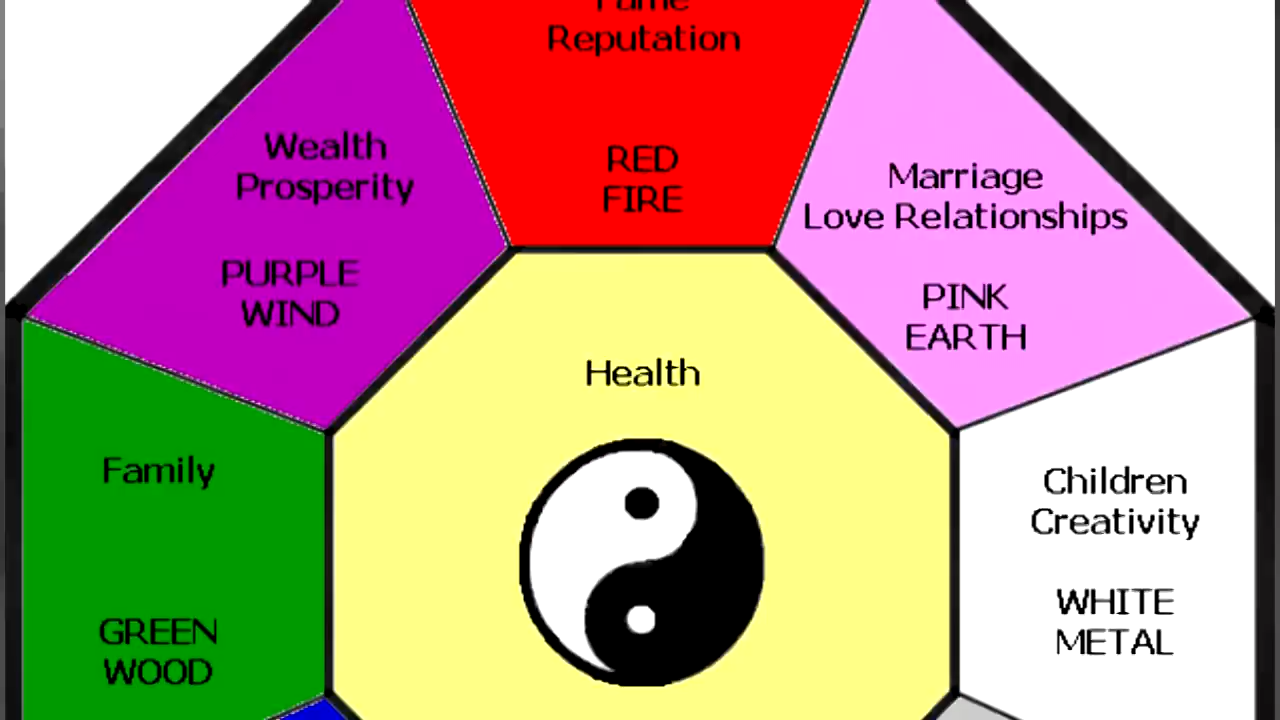 Fame
Reputation
RED
FIRE
Wealth
Prosperity
PURPLE
WIND
Marriage
Love Relationships
PINK
EARTH
Health
Family
GREEN
WOOD
Children
Creativity
WHITE
METAL